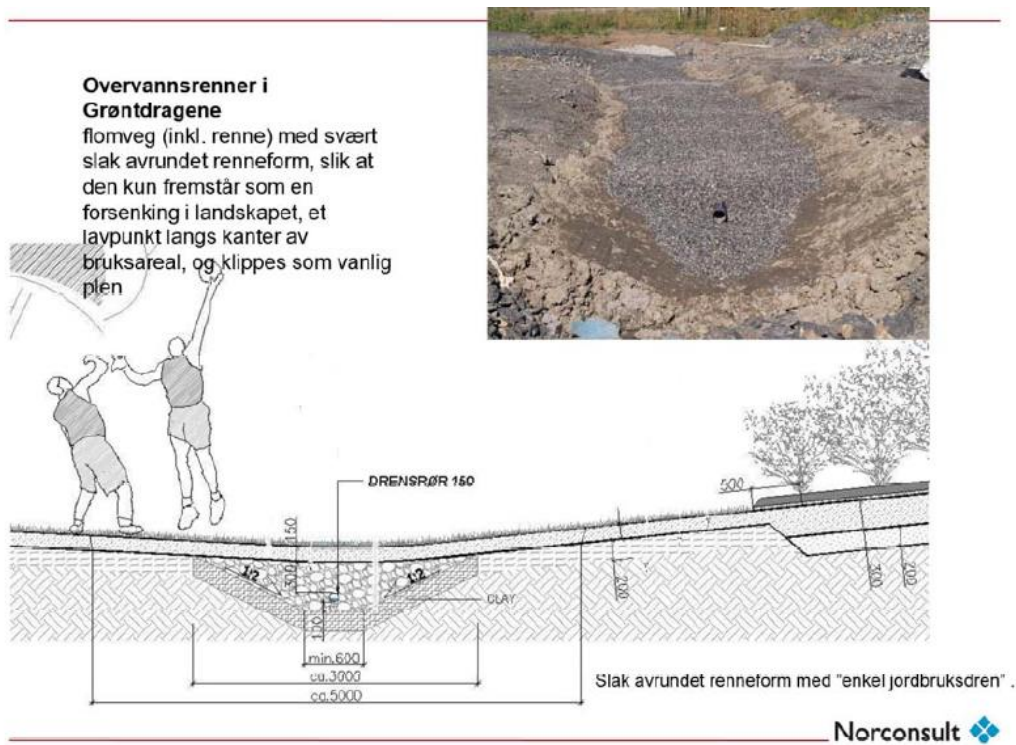 Overvannsrenner i
Grøntdragene
flomveg (inkl. renne) med svært
slak avrundet renneform, slik at
den kun fremstår som en
forsenking i landskapet, et
lavpunkt langs kanter av
bruksareal, og klippes som vanlig
plen
DRENSRØR 150
500
150
300
1/2
1/2
CLAY
100
200
300
200
min.600
ca.3000
ca.5000
Slak avrundet renneform med "enkel jordbruksdren" .
Norconsult